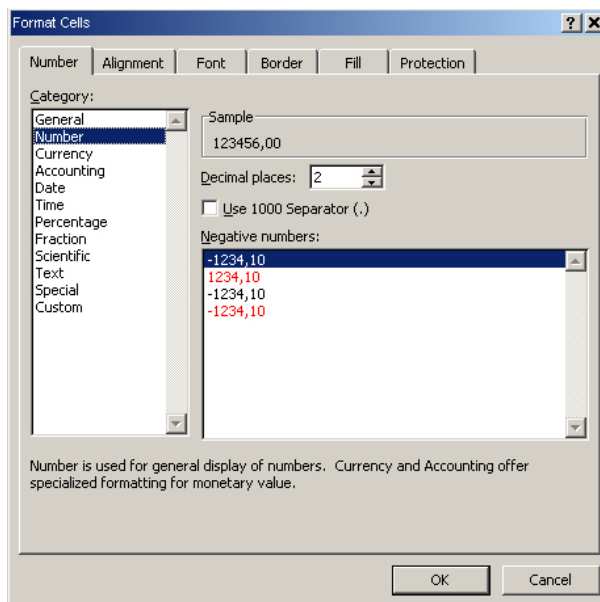 Format Cells
Number Alignment Font Border Fill Protection
Category:
General
Number
Currency
Accounting
Date
Time
Percentage
Fraction
Scientific
Text
Special
Custom
Sample
123456,00
Decimal places: 2
Use 1000 Separator (.)
Negative numbers:
-1234,10
1234,10
-1234,10
-1234,10
Number is used for general display of numbers. Currency and Accounting offer
specialized formatting for monetary value.
OK Cancel